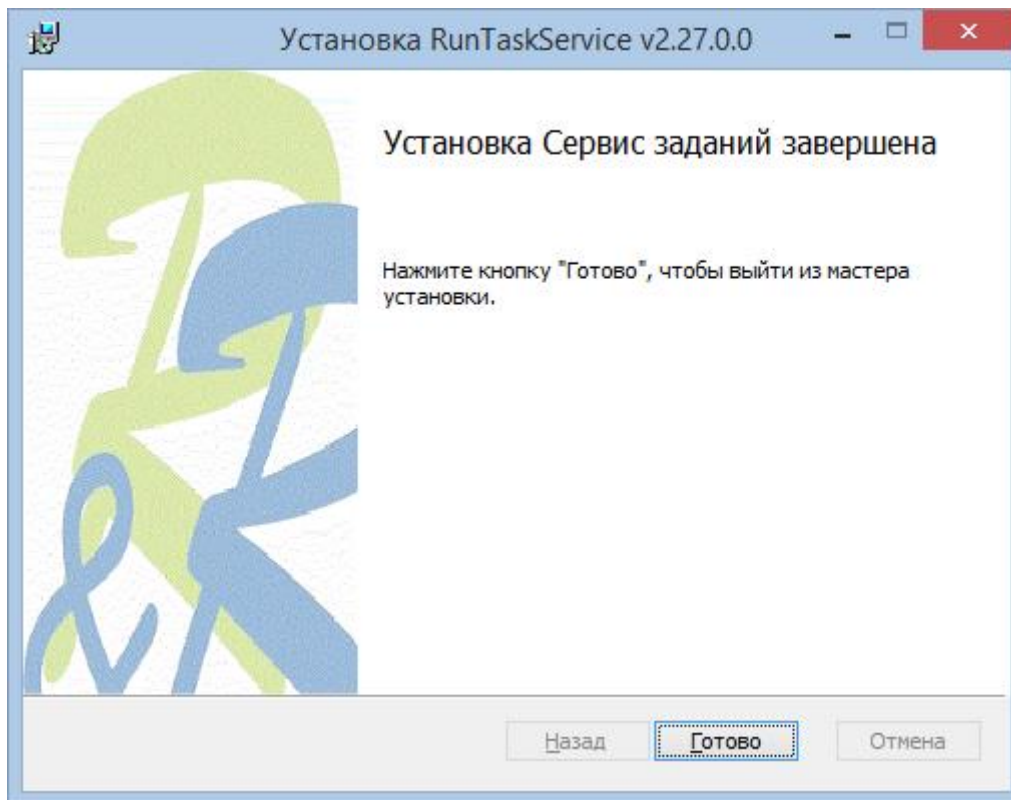 Установка RunTaskService v2.27.0.0
Установка Сервис заданий завершена
Нажмите кнопку "Готово", чтобы выйти из мастера
установки.
Назад
Готово
Отмена